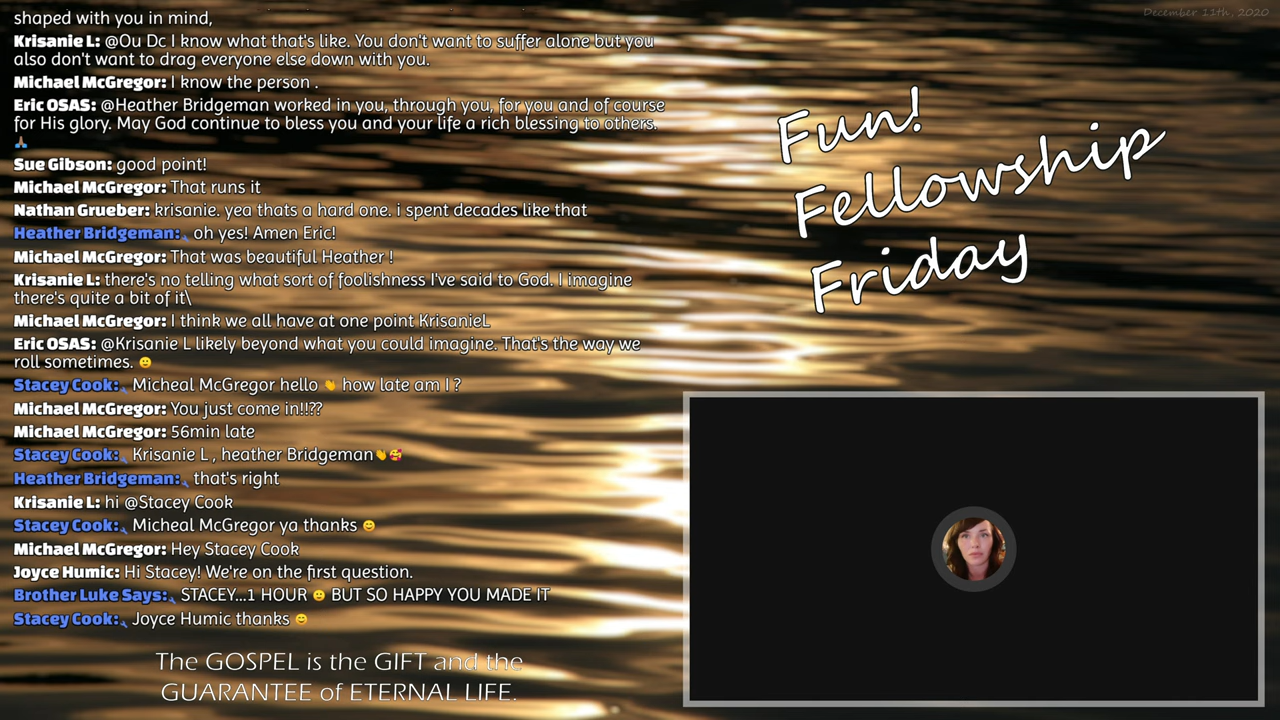 shaped with you in mind,
Krisanie L: @Ou Dc I know what that's like. You don't want to suffer alone but you
also don't want to drag everyone else down with you.
Michael McGregor: I know the person .
Eric OSAS: @Heather Bridgeman worked in you, through you, for you and of course
for His glory. May God continue to bless you and your life a rich blessing to others.
🙏
Sue Gibson: good point!
Michael McGregor: That runs it
Nathan Grueber: krisanie. yea thats a hard one. i spent decades like that
Heather Bridgeman: oh yes! Amen Eric!
Michael McGregor: That was beautiful Heather !
Krisanie L: there's no telling what sort of foolishness I've said to God. I imagine
there's quite a bit of it\
Michael McGregor: I think we all have at one point KrisanieL
Eric OSAS: @Krisanie L likely beyond what you could imagine. That's the way we
roll sometimes. 🙂
Stacey Cook: Micheal McGregor hello 👋 how late am I ?
Michael McGregor: You just come in!!??
Michael McGregor: 56min late
Stacey Cook: Krisanie L , heather Bridgeman👋🥰
Heather Bridgeman: that's right
Krisanie L: hi @Stacey Cook
Stacey Cook: Micheal McGregor ya thanks 😊
Michael McGregor: Hey Stacey Cook
Joyce Humic: Hi Stacey! We're on the first question.
Brother Luke Says: STACEY...1 HOUR 🙂 BUT SO HAPPY YOU MADE IT
Stacey Cook: Joyce Humic thanks 😊
The GOSPEL is the GIFT and the
GUARANTEE of ETERNAL LIFE.
December 11th, 2020
Fun!
Fellowship
Friday